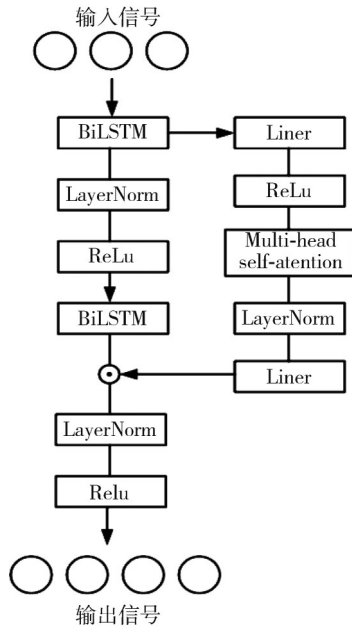 输入信号
BiLSTM
Liner
LayerNorm
ReLu
ReLu
Multi-head
self-atention
BiLSTM
LayerNorm
Liner
LayerNorm
Relu
输出信号